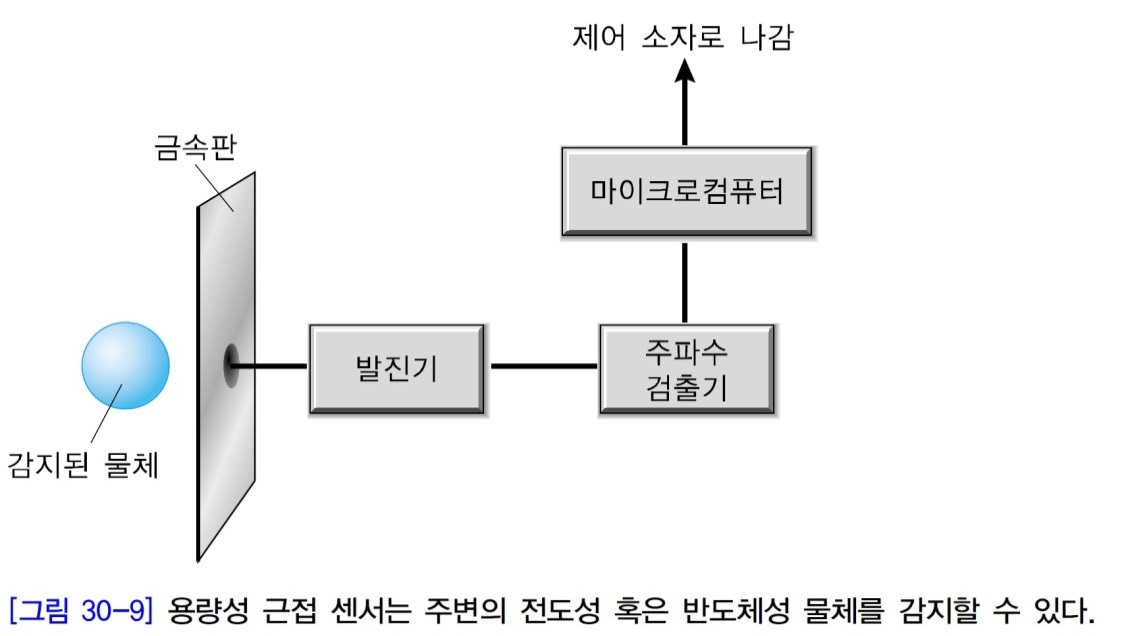 제어 소자로 나감
금속판
마이크로컴퓨터
발진기
주파수
검출기
감지된 물체
[그림 30-9] 용량성 근접 센서는 주변의 전도성 혹은 반도체성 물체를 감지할 수 있다.